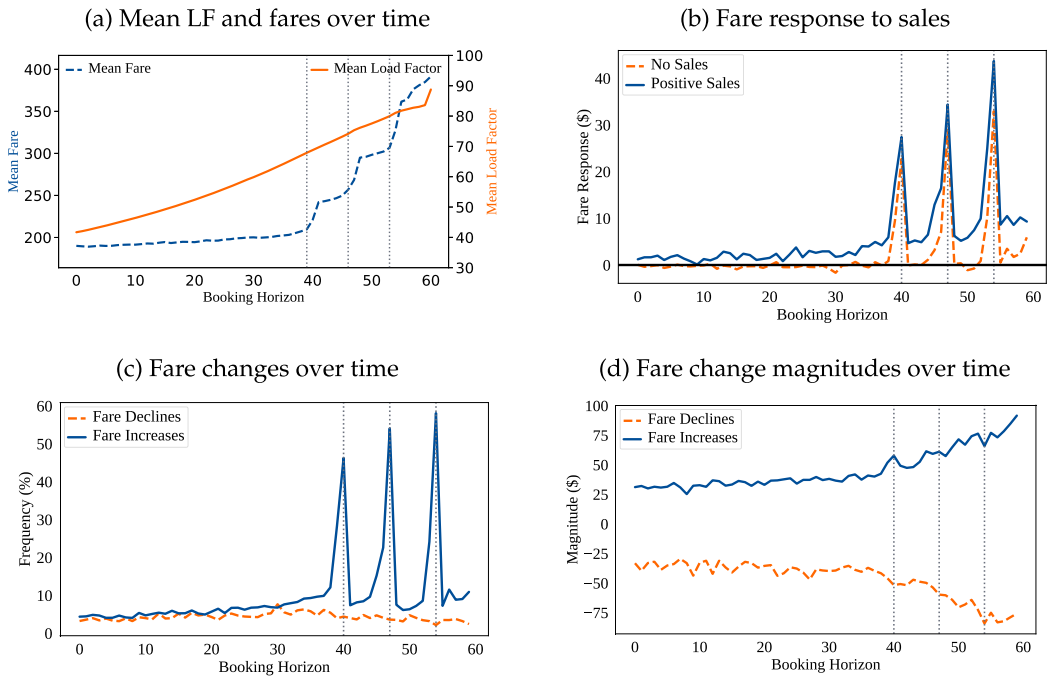 (a) Mean LF and fares over time
Mean Fare
Mean Load Factor
400
350
300
250
200
100
90
80
70
60
50
40
30
Mean Fare
Mean Load Factor
0 10 20 30 40 50 60
Booking Horizon
(b) Fare response to sales
No Sales
Positive Sales
40
30
20
10
0
Fare Response ($)
0 10 20 30 40 50 60
Booking Horizon
(c) Fare changes over time
Fare Declines
Fare Increases
60
50
40
30
20
10
0
Frequency (%)
0 10 20 30 40 50 60
Booking Horizon
(d) Fare change magnitudes over time
Fare Declines
Fare Increases
100
75
50
25
0
−25
−50
−75
Magnitude ($)
0 10 20 30 40 50 60
Booking Horizon